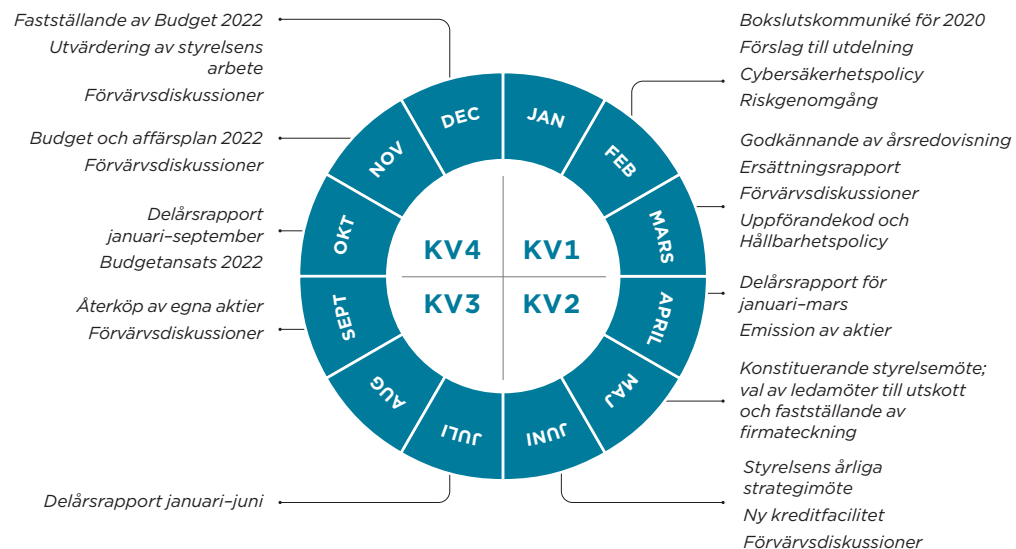 Fastställande av Budget 2022
Utvärdering av styrelsens
arbete
Förvärvsdiskussioner
Budget och affärsplan 2022
Förvärvsdiskussioner
Delårsrapport
januari–september
Budgetansats 2022
Återköp av egna aktier
Förvärvsdiskussioner
Delårsrapport januari–juni
DEC
JAN
NOV
FEB
OKT
MARS
KV4
KV1
KV3
KV2
SEPT
APRIL
AUG
MAJ
JULI
JUNI
Bokslutskommuniké för 2020
Förslag till utdelning
Cybersäkerhetspolicy
Riskgenomgång
Godkännande av årsredovisning
Ersättningsrapport
Förvärvsdiskussioner
Uppförandekod och
Hållbarhetspolicy
Delårsrapport för
januari–mars
Emission av aktier
Konstituerande styrelsemöte;
val av ledamöter till utskott
och fastställande av
firmateckning
Styrelsens årliga
strategimöte
Ny kreditfacilitet
Förvärvsdiskussioner